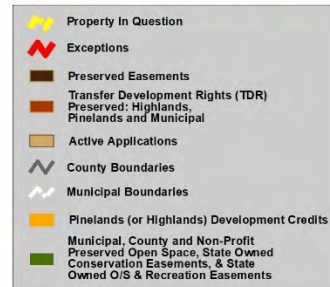 Property In Question
Exceptions
Preserved Easements
Transfer Development Rights (TDR)
Preserved: Highlands,
Pinelands and Municipal
Active Applications
County Boundaries
Municipal Boundaries
Pinelands (or Highlands) Development Credits
Municipal, County and Non-Profit
Preserved Open Space, State Owned
Conservation Easements, & State
Owned O/S & Recreation Easements